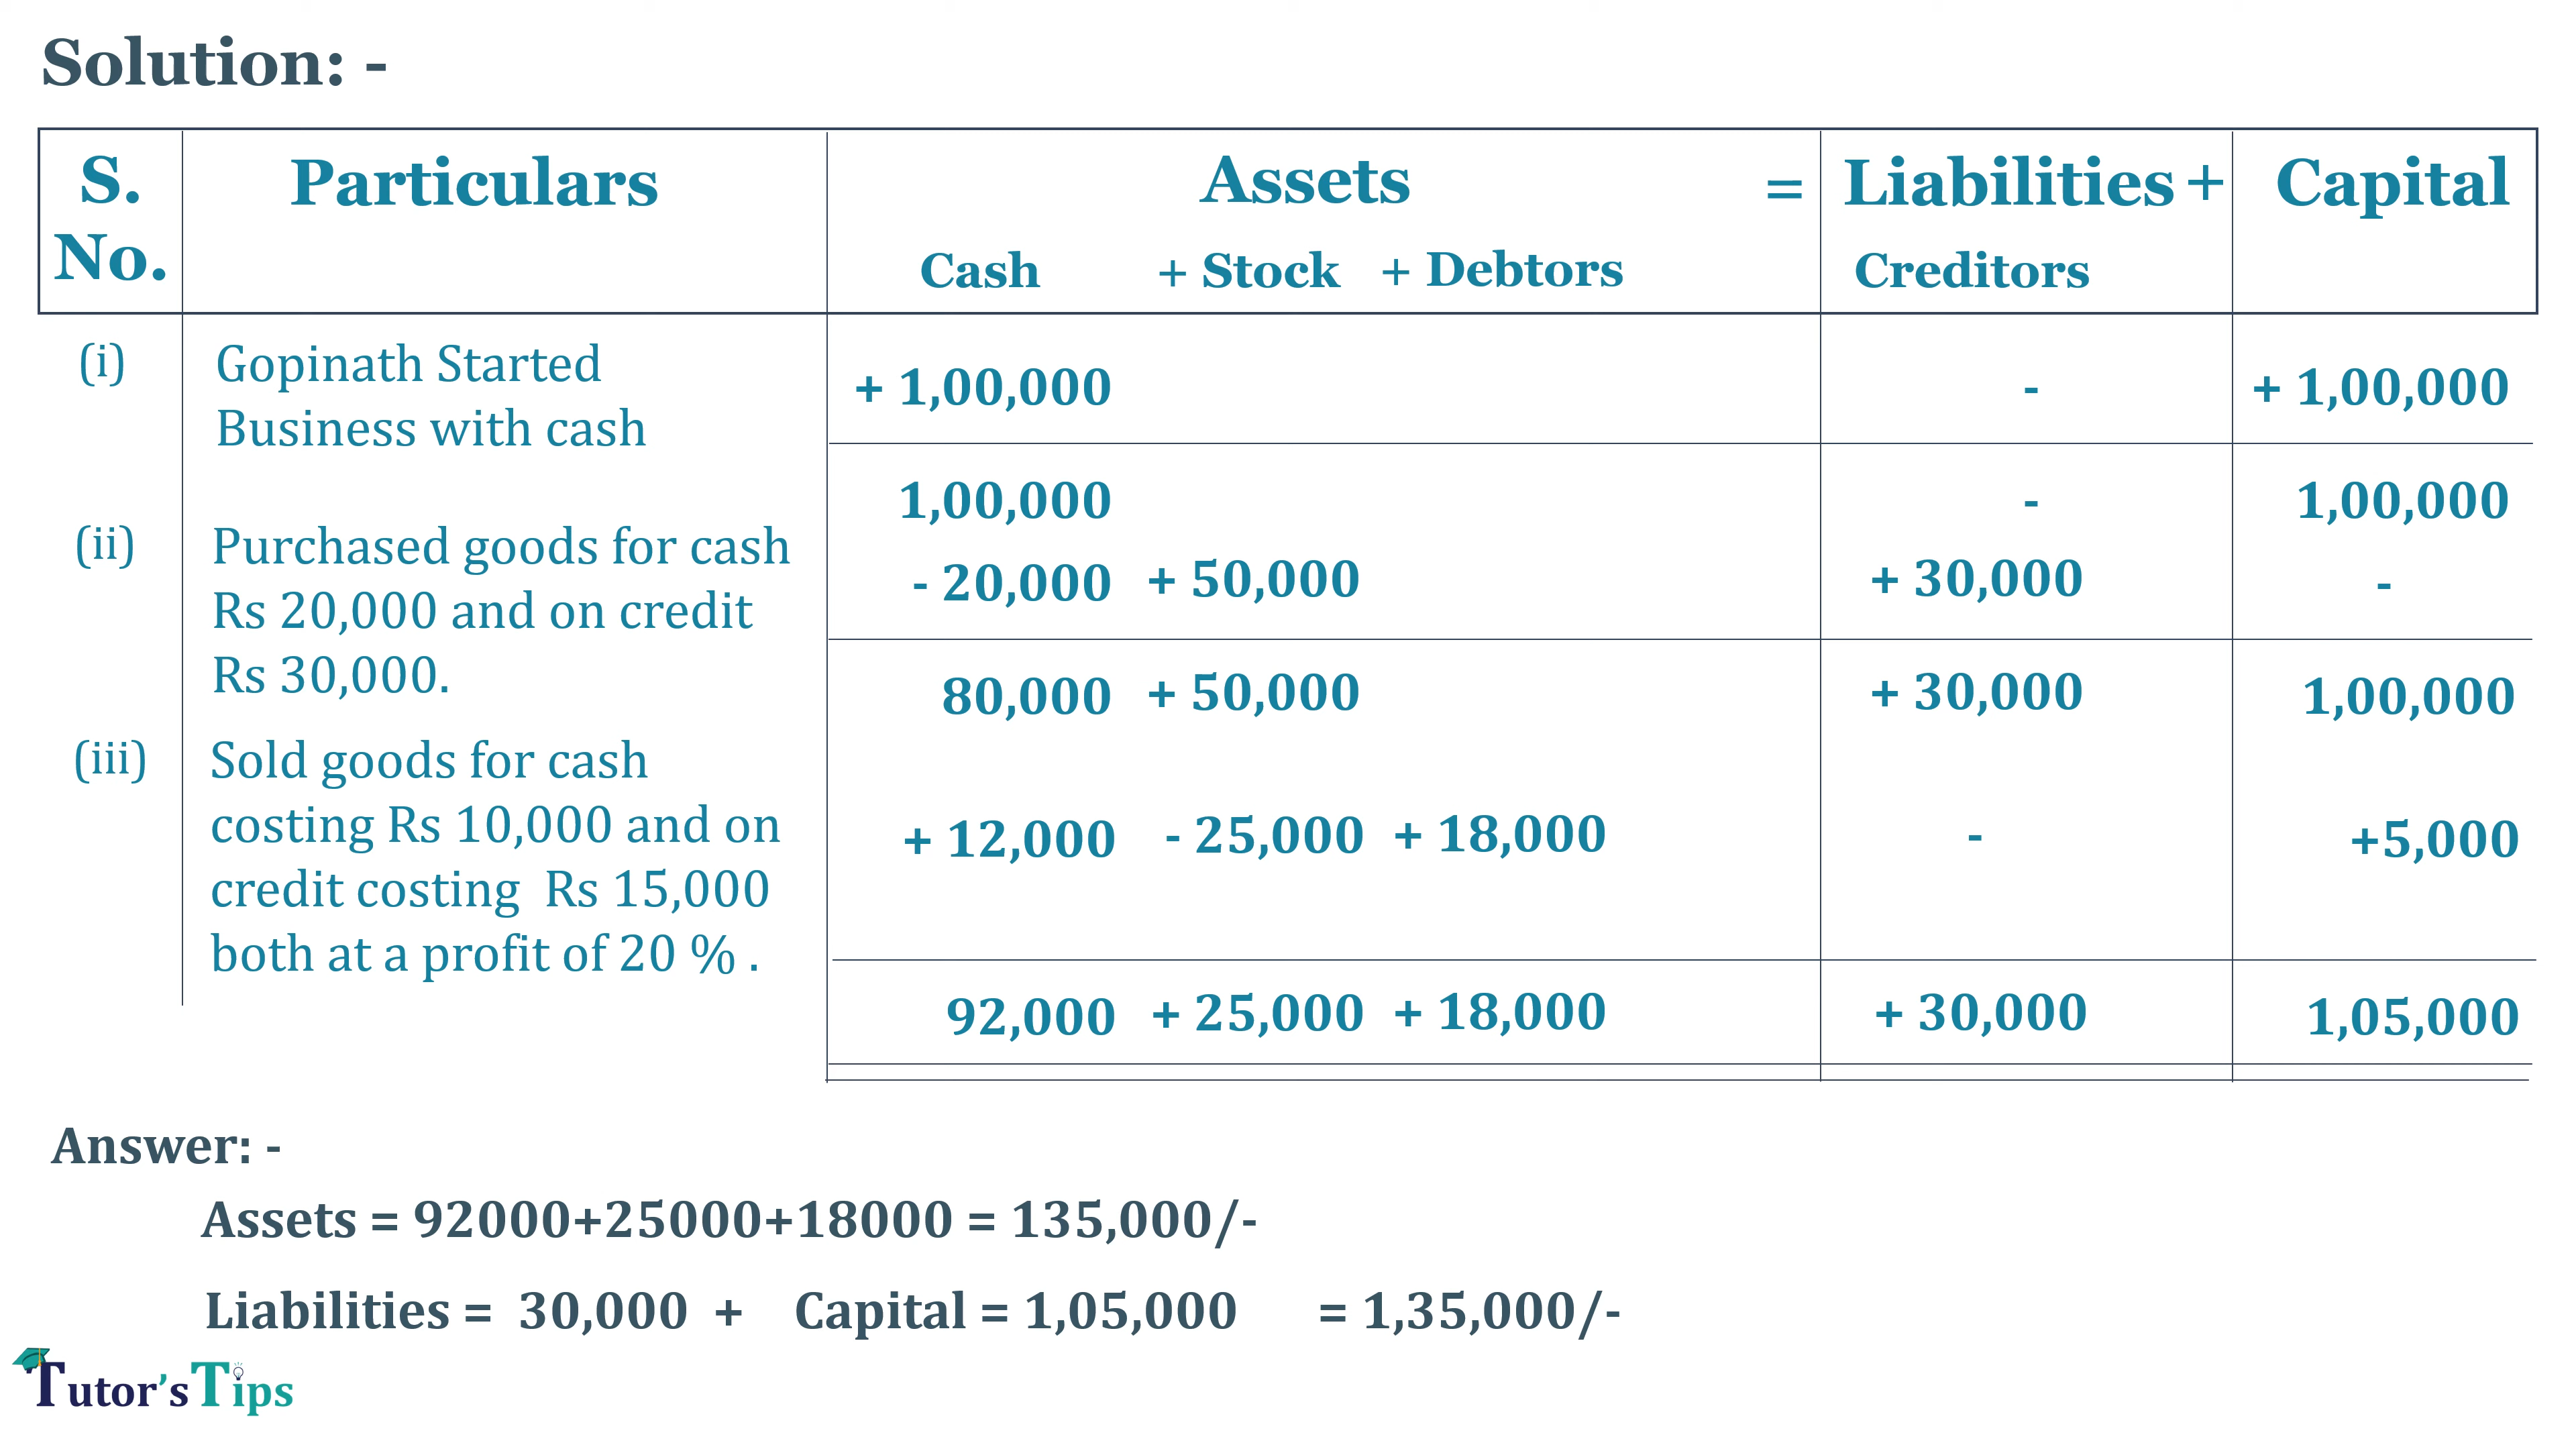 Solution: -
S. No. Particulars Assets = Liabilities + Capital
Cash + Stock + Debtors Creditors
(i) Gopinath Started
Business with cash
+ 1,00,000 - + 1,00,000
1,00,000 - 1,00,000
(ii) Purchased goods for cash
Rs 20,000 and on credit
Rs 30,000.
- 20,000 + 50,000 + 30,000 -
80,000 + 50,000 + 30,000 1,00,000
(iii) Sold goods for cash
costing Rs 10,000 and on
credit costing Rs 15,000
both at a profit of 20 % .
+ 12,000 - 25,000 + 18,000 - +5,000
92,000 + 25,000 + 18,000 + 30,000 1,05,000
Answer: -
Assets = 92000+25000+18000 = 135,000/-
Liabilities = 30,000 + Capital = 1,05,000 = 1,35,000/-
Tutor's Tips